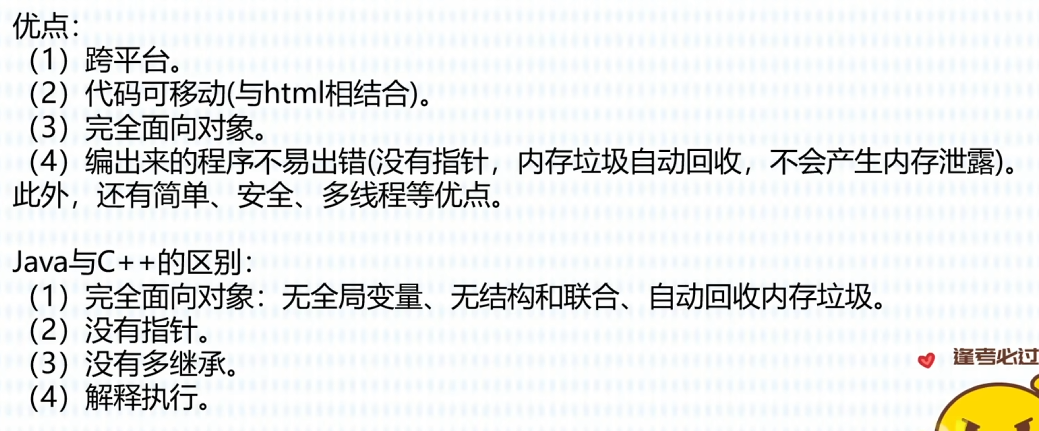 优点：
（1）跨平台。
（2）代码可移动(与html相结合)。
（3）完全面向对象。
（4）编出来的程序不易出错(没有指针，内存垃圾自动回收，不会产生内存泄露)。
此外，还有简单、安全、多线程等优点。
Java与C++的区别：
（1）完全面向对象：无全局变量、无结构和联合、自动回收内存垃圾。
（2）没有指针。
（3）没有多继承。
（4）解释执行。
逢考必过